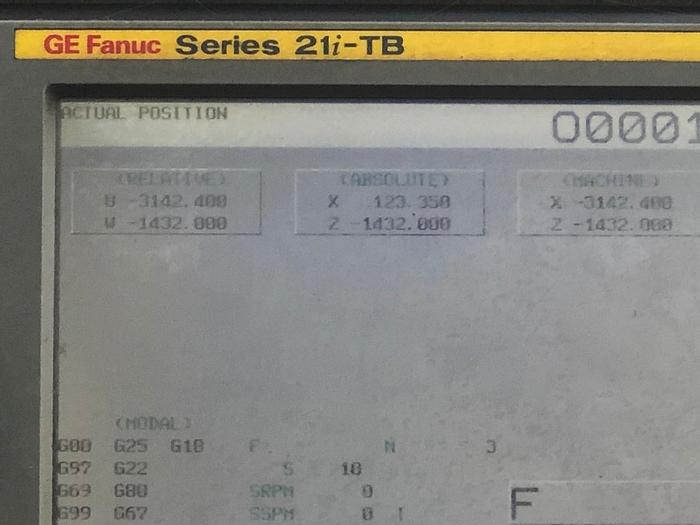 GE Fanuc Series 21i-TB
ACTUAL POSITION O0001
(RELATIVE) (ABSOLUTE) (MACHINE)
U -3142.400 X 123.350 X -3142.400
W -1432.000 Z -1432.000 Z -1432.000
(MODAL)
G00 G25 G18 F N 3
G97 G22 S 10
G69 G80 SRPM 0
F
G99 G67 SSPM 0